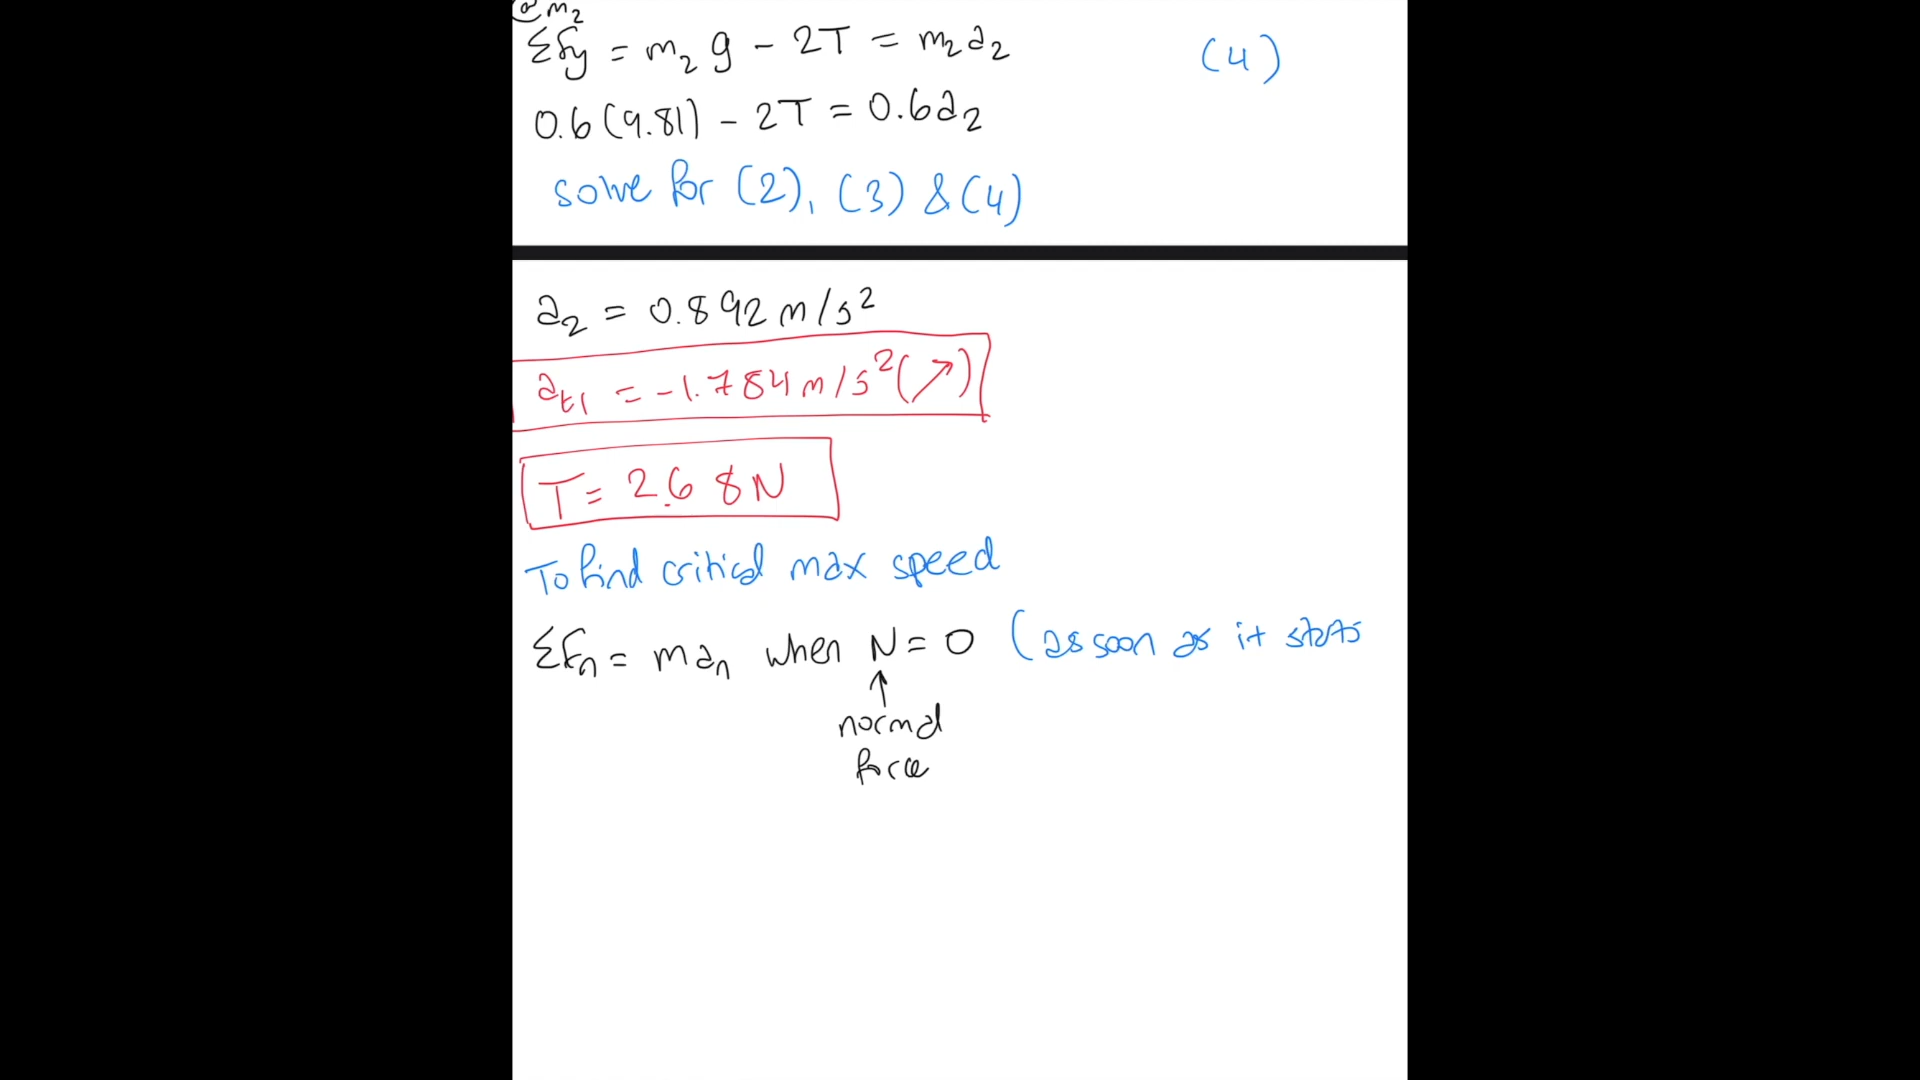 @m₂
ΣFy = m₂g - 2T = m₂a₂ (4)
0.6(9.81) - 2T = 0.6a₂
solve for (2), (3) & (4)
a₂ = 0.892 m/s²
at1 = -1.784 m/s² (↗)
T = 2.68N
To find critical max speed
ΣFn = man when N = 0 (as soon as it starts
↑
normal
force